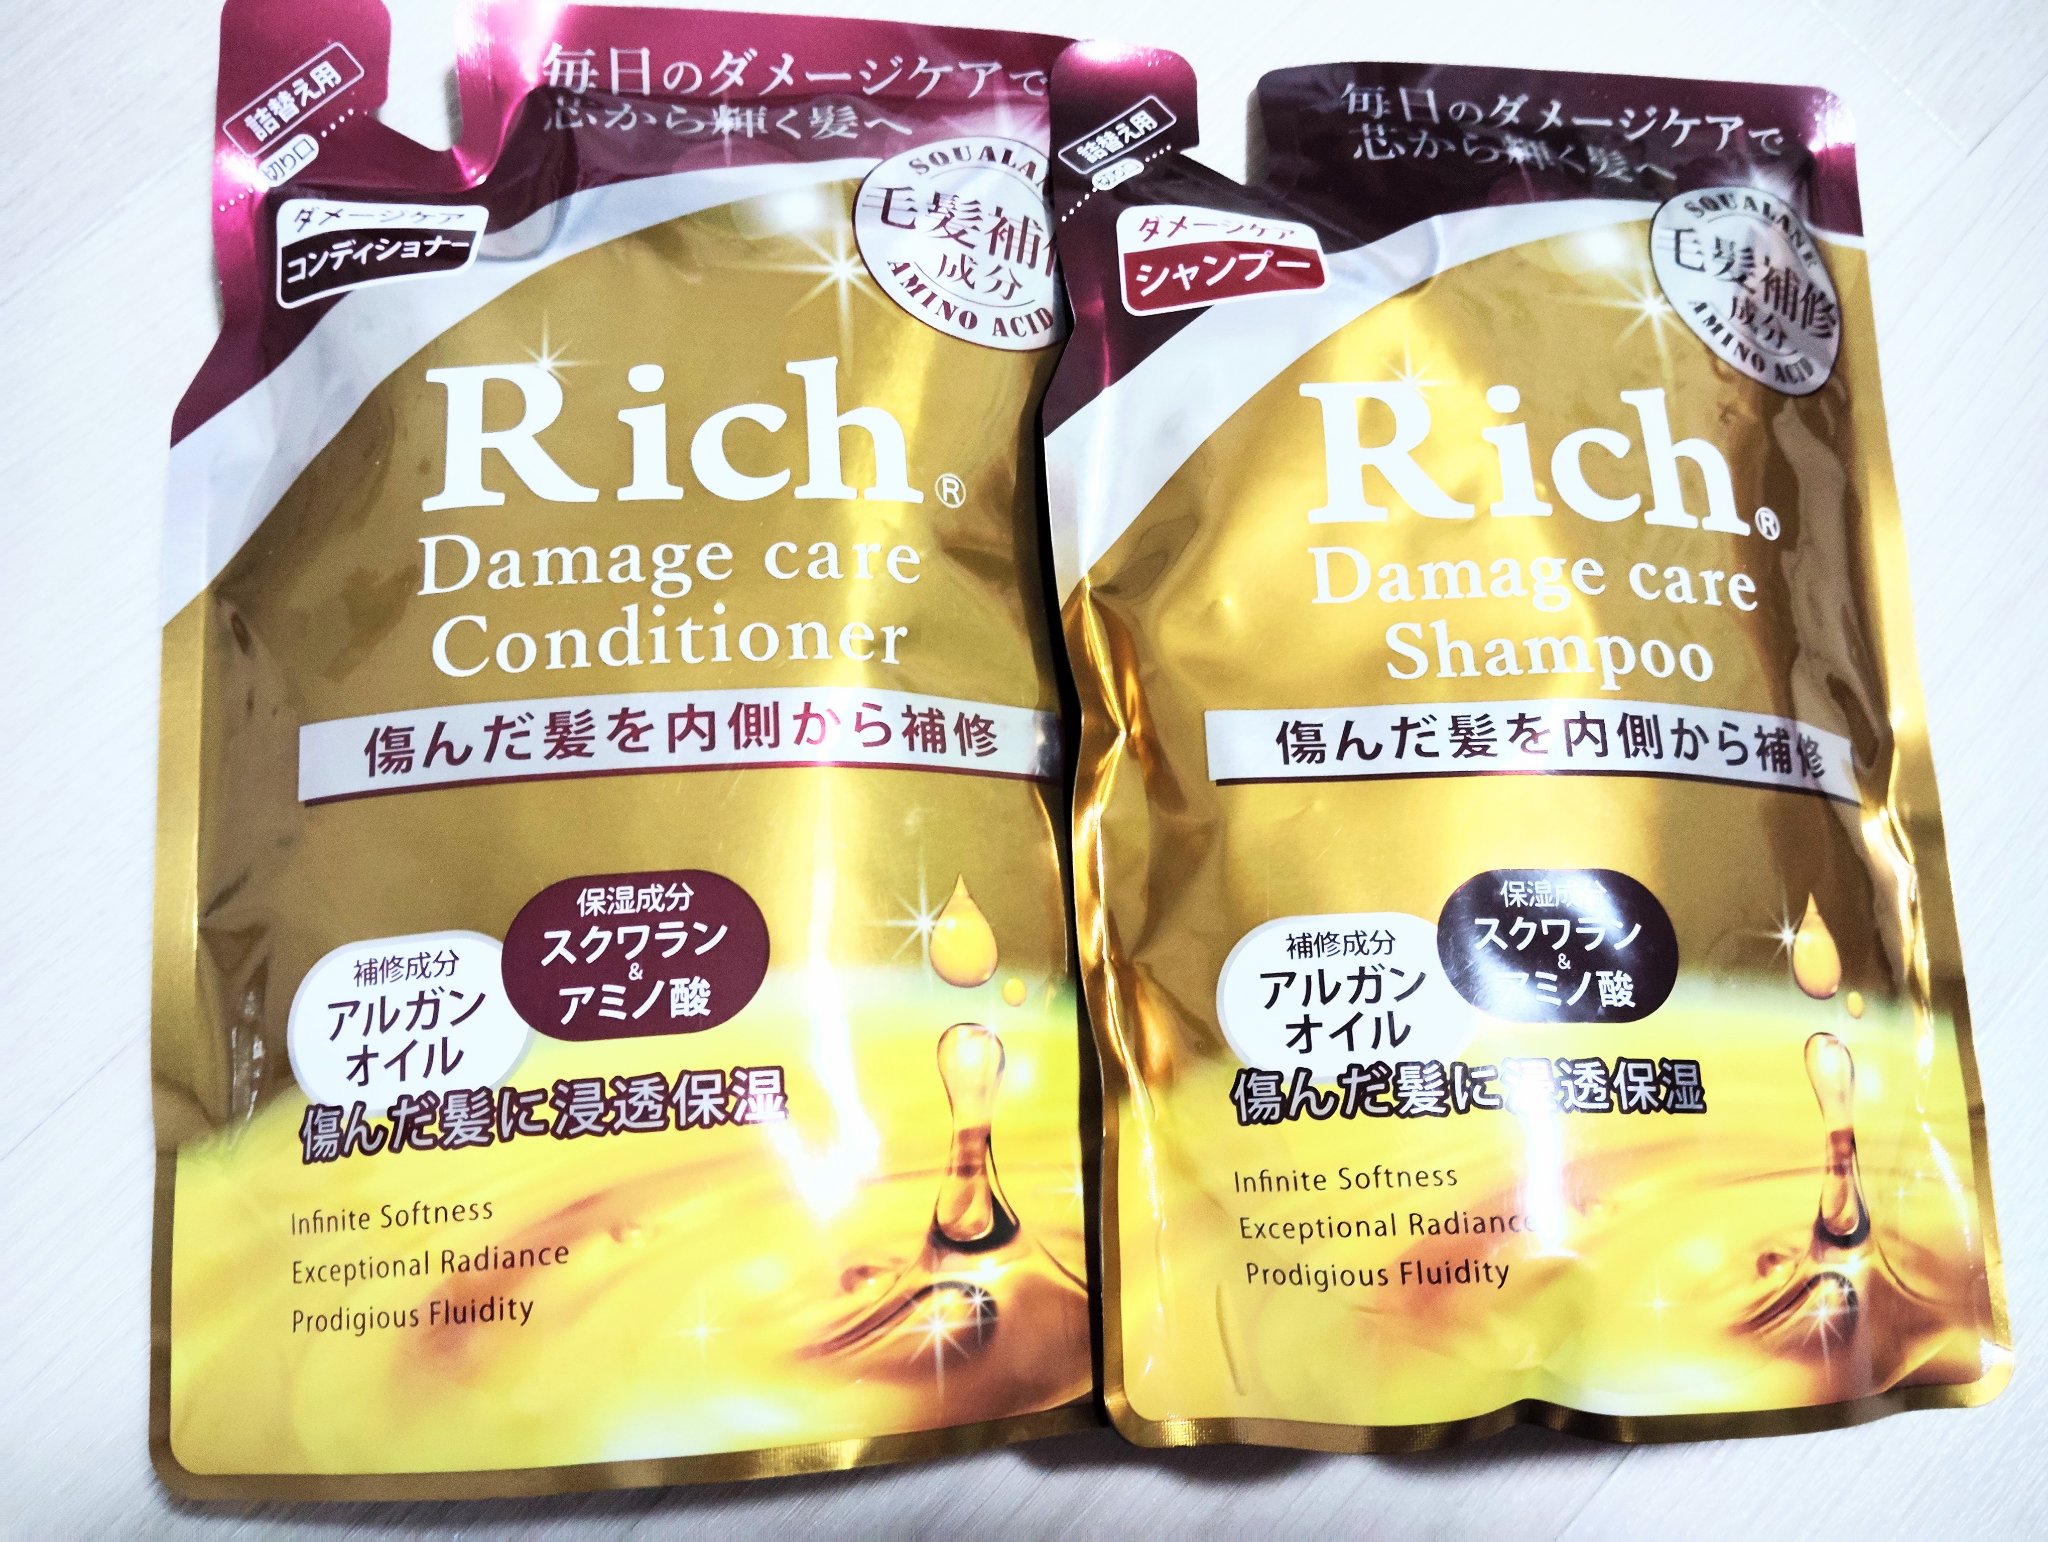 詰替え用
切り口
毎日のダメージケアで
芯から輝く髪へ
ダメージケア
コンディショナー
毛髪補
成分
AMINO ACID
Rich®
Damage care
Conditioner
傷んだ髪を内側から補修
保湿成分
スクワラン
&
アミノ酸
補修成分
アルガン
オイル
傷んだ髪に浸透保湿
Infinite Softness
Exceptional Radiance
Prodigious Fluidity
詰替え用
切り口
毎日のダメージケアで
芯から輝く髪へ
ダメージケア
シャンプー
SQUALANE
毛髪補修
成分
AMINO ACID
Rich®
Damage care
Shampoo
傷んだ髪を内側から補修
保湿成分
スクワラン
&
アミノ酸
補修成分
アルガン
オイル
傷んだ髪に浸透保湿
Infinite Softness
Exceptional Radiance
Prodigious Fluidity